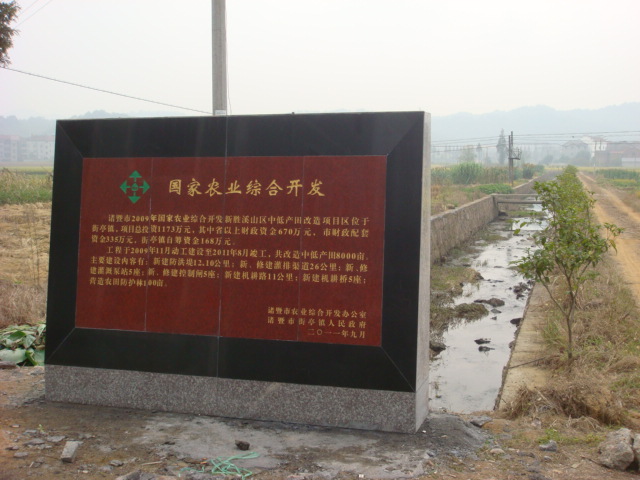 国家农业综合开发
诸暨市2009年国家农业综合开发新胜溪山区中低产田改造项目区位于
街亭镇,项目总投资1173万元,其中省以上财政资金670万元,市财政配套
资金335万元,街亭镇自筹资金168万元。
工程于2009年11月动工建设至2011年8月竣工,共改造中低产田8000亩。
主要建设内容有:新建防洪堤12.10公里;新、修建灌排渠道26公里;新、修
建灌溉泵站5座;新、修建控制闸5座;新建机耕路11公里;新建机耕桥5座;
营造农田防护林100亩。
诸暨市农业综合开发办公室
诸暨市街亭镇人民政府
二〇一一年九月